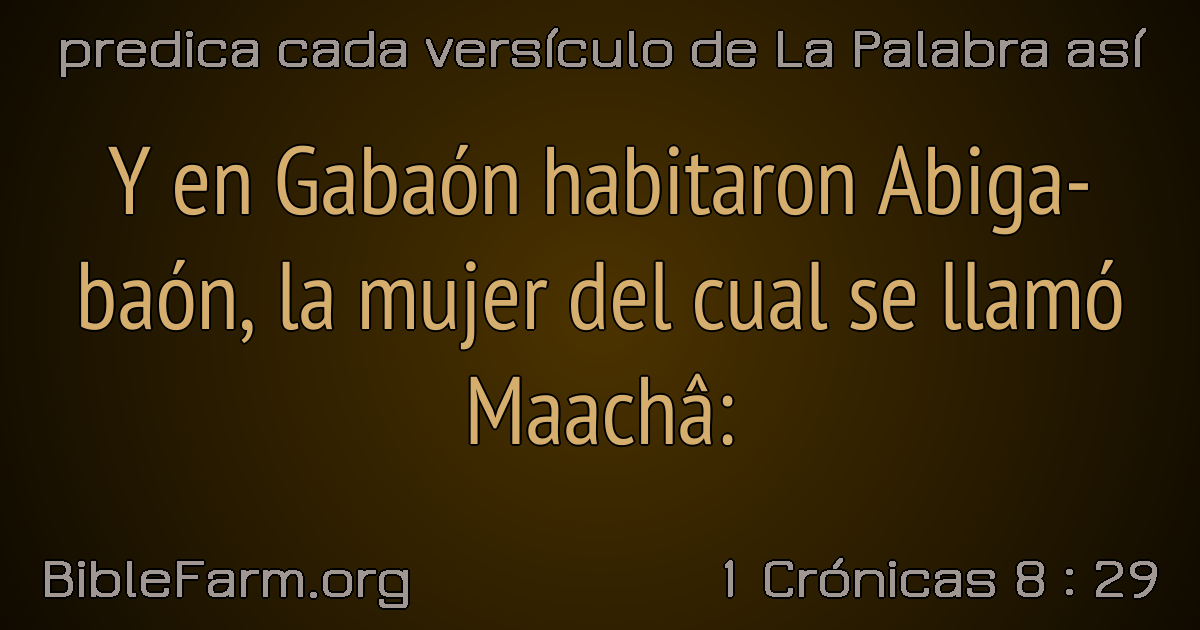 predica cada versículo de La Palabra así
Y en Gabaón habitaron Abiga-
baón, la mujer del cual se llamó
Maachâ:
BibleFarm.org
1 Crónicas 8 : 29